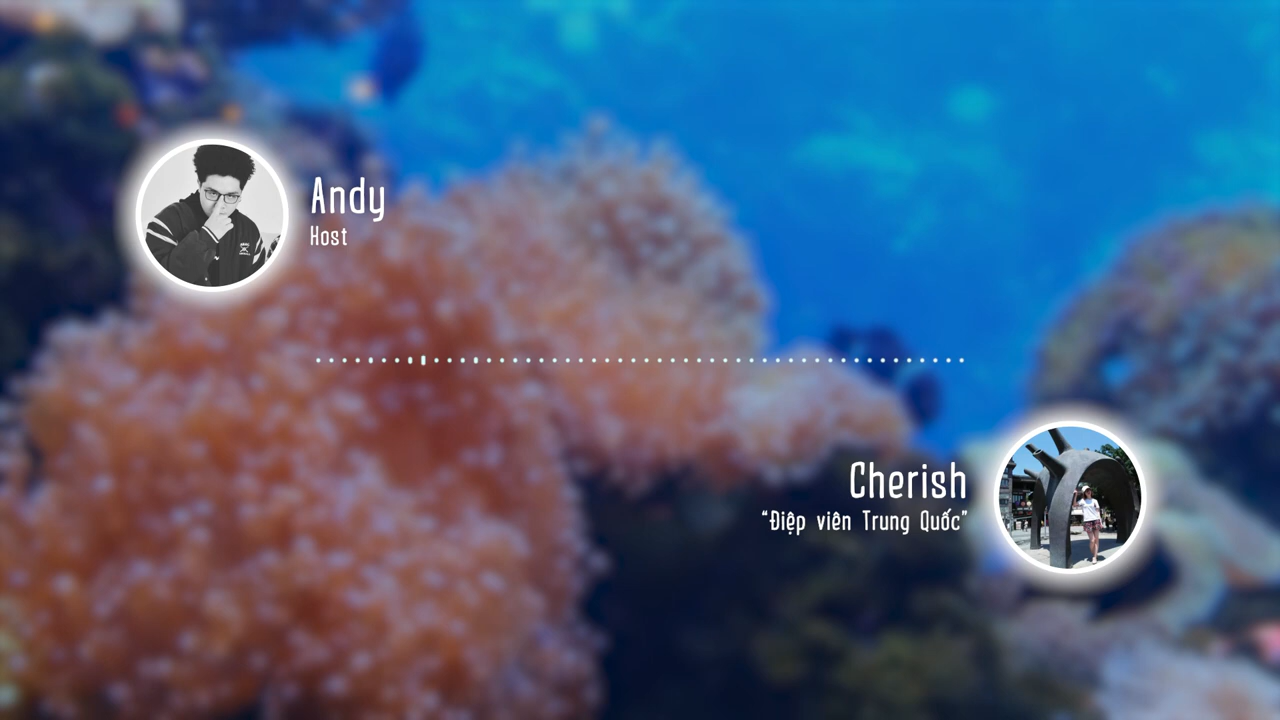 Andy
Host
Cherish
“Điệp viên Trung Quốc”